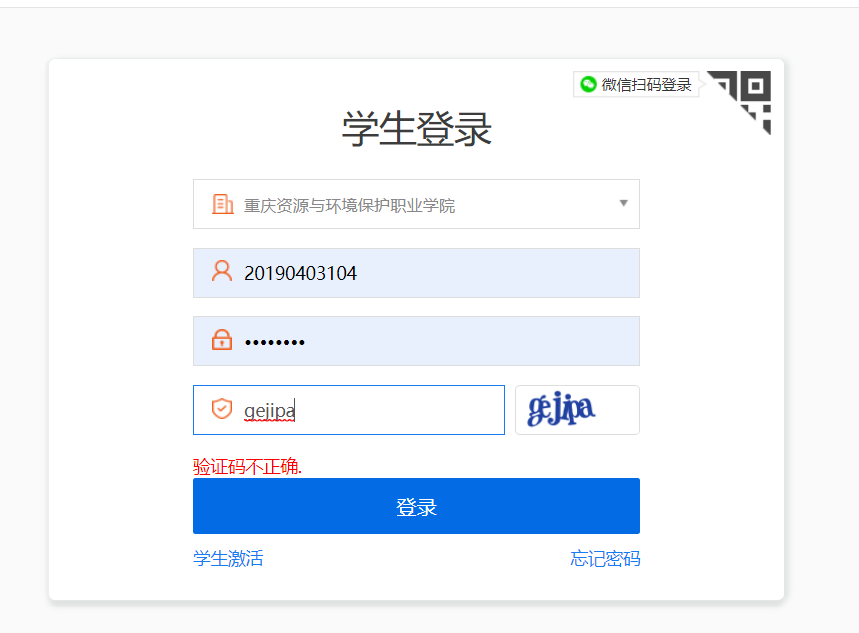 微信扫码登录
学生登录
重庆资源与环境保护职业学院
20190403104
••••••••
gejipa
gejipa
验证码不正确.
登录
学生激活
忘记密码